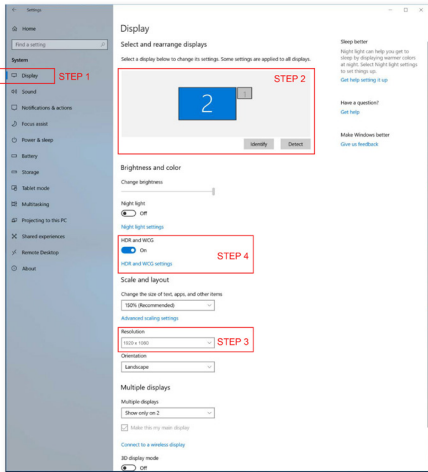 Settings
Home
Find a setting
System
Display
STEP 1
Sound
Notifications & actions
Focus assist
Power & sleep
Battery
Storage
Tablet mode
Multitasking
Projecting to this PC
Shared experiences
Remote Desktop
About
Display
Select and rearrange displays
Select a display below to change its settings. Some settings are applied to all displays.
STEP 2
2
1
Identify
Detect
Brightness and color
Change brightness
Night light
Off
Night light settings
HDR and WCG
On
STEP 4
HDR and WCG settings
Scale and layout
Change the size of text, apps, and other items
150% (Recommended)
Advanced scaling settings
Resolution
STEP 3
Orientation
Landscape
Multiple displays
Multiple displays
Show only on 2
Make this my main display
Connect to a wireless display
3D display mode
Off
Sleep better
Night light can help you get to
sleep by displaying warmer colors
at night. Select Night light settings
to set things up.
Get help setting it up
Have a question?
Get help
Make Windows better
Give us feedback